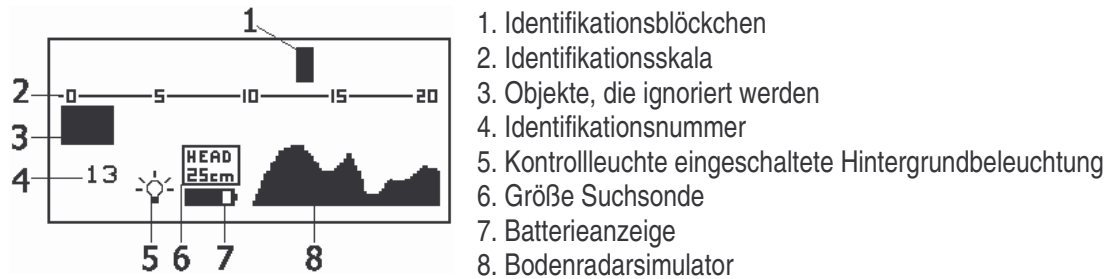 1
1. Identifikationsblöckchen
2. Identifikationsskala
3. Objekte, die ignoriert werden
4. Identifikationsnummer
5. Kontrollleuchte eingeschaltete Hintergrundbeleuchtung
6. Größe Suchsonde
7. Batterieanzeige
8. Bodenradarsimulator
2 0 5 10 15 20
3
HEAD
4 13 25cm
5 6 7 8